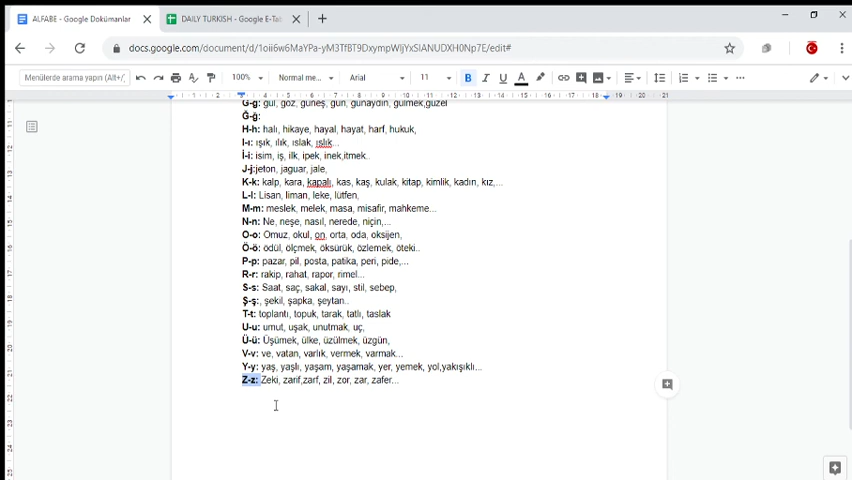 ALFABE - Google Dokümanlar
DAILY TURKISH - Google E-Tab
docs.google.com/document/d/1oii6w6MaYPa-yM3TfBT9DxympWIjYxSIANUDXH0Np7E/edit#
Menülerde arama yapın (Alt+/)
100%
Normal me...
Arial
11
G-g: gül, göz, güneş, gün, günaydın, gülmek,güzel
Ğ-ğ:
H-h: halı, hikaye, hayal, hayat, harf, hukuk,
I-ı: ışık, ılık, ıslak, ıslık...
İ-i: isim, iş, ilk, ipek, inek,itmek..
J-j:jeton, jaguar, jale,
K-k: kalp, kara, kapalı, kas, kaş, kulak, kitap, kimlik, kadın, kız,...
L-l: Lisan, liman, leke, lütfen,
M-m: meslek, melek, masa, misafir, mahkeme...
N-n: Ne, neşe, nasıl, nerede, niçin,...
O-o: Omuz, okul, on, orta, oda, oksijen,
Ö-ö: ödül, ölçmek, öksürük, özlemek, öteki..
P-p: pazar, pil, posta, patika, peri, pide,...
R-r: rakip, rahat, rapor, rimel...
S-s: Saat, saç, sakal, sayı, stil, sebep,
Ş-ş:, şekil, şapka, şeytan..
T-t: toplantı, topuk, tarak, tatlı, taslak
U-u: umut, uşak, unutmak, uç,
Ü-ü: Üşümek, ülke, üzülmek, üzgün,
V-v: ve, vatan, varlık, vermek, varmak...
Y-y: yaş, yaşlı, yaşam, yaşamak, yer, yemek, yol,yakışıklı...
Z-z: Zeki, zarif,zarf, zil, zor, zar, zafer...